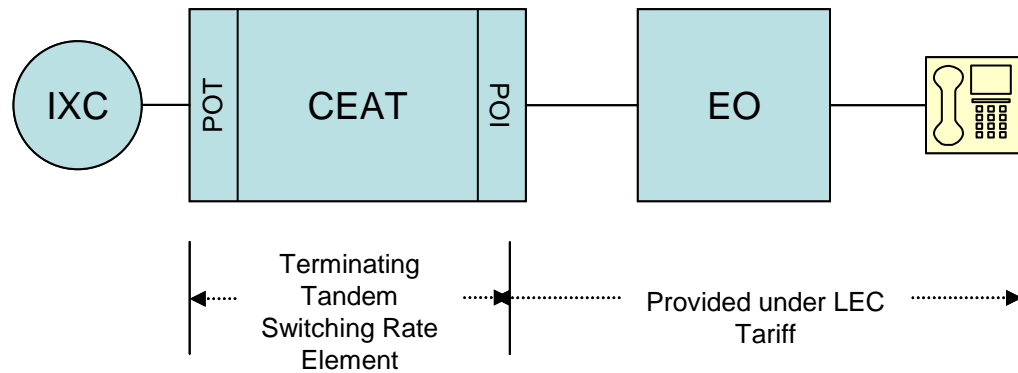 IXC
POT
CEAT
POI
EO
Terminating
Tandem
Switching Rate
Element
Provided under LEC
Tariff